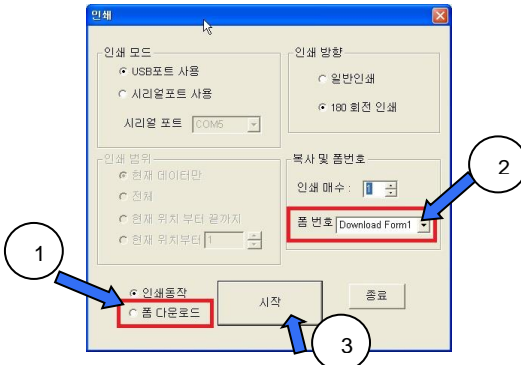 인쇄
인쇄 모드
USB포트 사용
시리얼포트 사용
시리얼 포트 COM5
인쇄 방향
일반인쇄
180 회전 인쇄
인쇄 범위
현재 데이터만
전체
현재 위치 부터 끝까지
현재 위치부터 1
복사 및 폼번호
인쇄 매수 : 1
폼 번호 Download Form1
2
1
인쇄동작
폼 다운로드
시작
종료
3